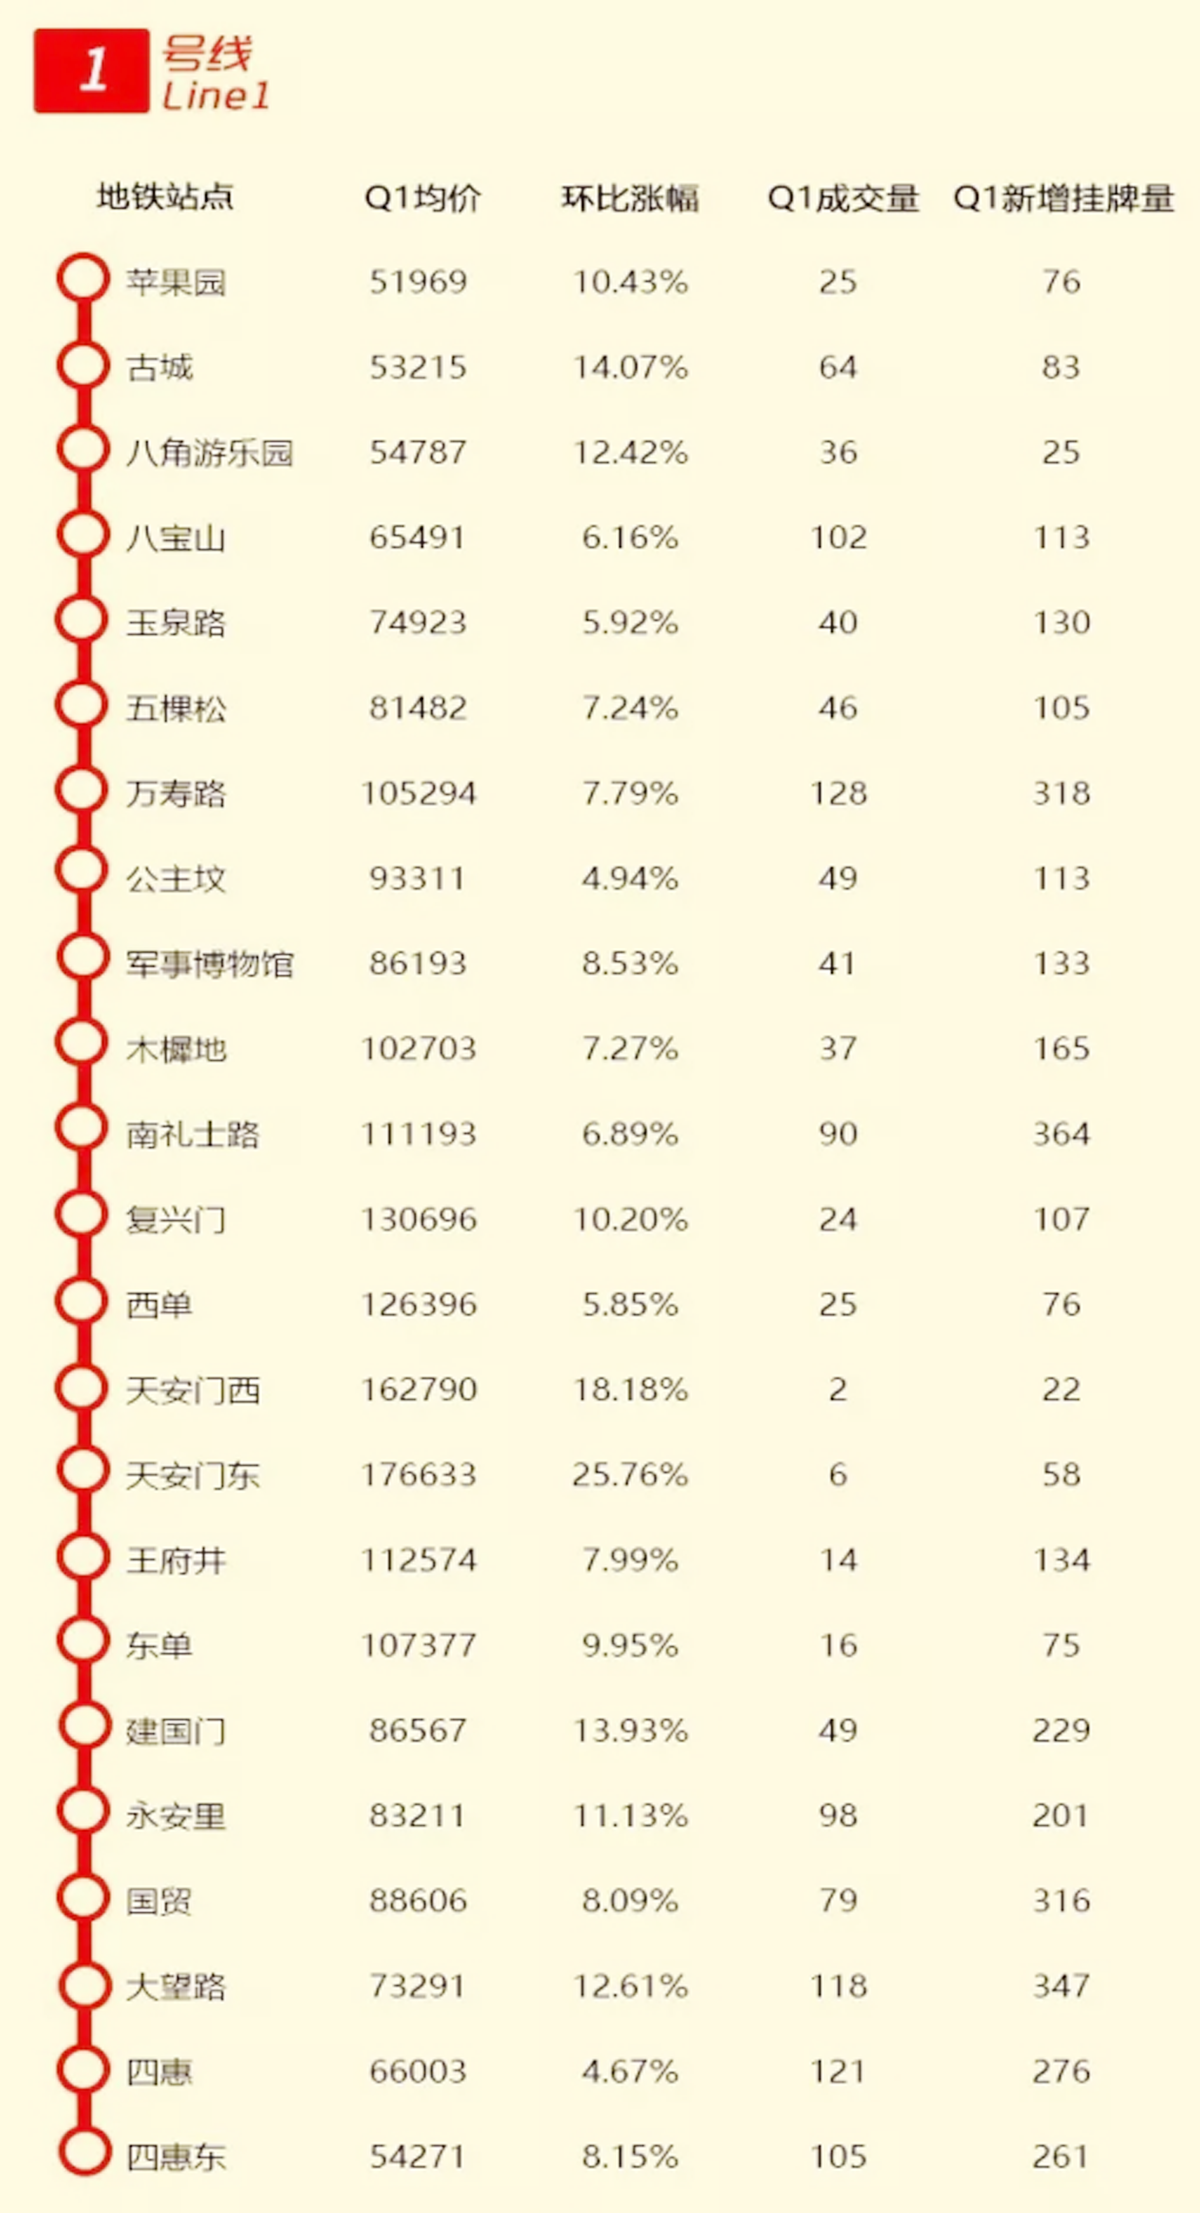 1 号线
Line1
地铁站点 Q1均价 环比涨幅 Q1成交量 Q1新增挂牌量
苹果园 51969 10.43% 25 76
古城 53215 14.07% 64 83
八角游乐园 54787 12.42% 36 25
八宝山 65491 6.16% 102 113
玉泉路 74923 5.92% 40 130
五棵松 81482 7.24% 46 105
万寿路 105294 7.79% 128 318
公主坟 93311 4.94% 49 113
军事博物馆 86193 8.53% 41 133
木樨地 102703 7.27% 37 165
南礼士路 111193 6.89% 90 364
复兴门 130696 10.20% 24 107
西单 126396 5.85% 25 76
天安门西 162790 18.18% 2 22
天安门东 176633 25.76% 6 58
王府井 112574 7.99% 14 134
东单 107377 9.95% 16 75
建国门 86567 13.93% 49 229
永安里 83211 11.13% 98 201
国贸 88606 8.09% 79 316
大望路 73291 12.61% 118 347
四惠 66003 4.67% 121 276
四惠东 54271 8.15% 105 261